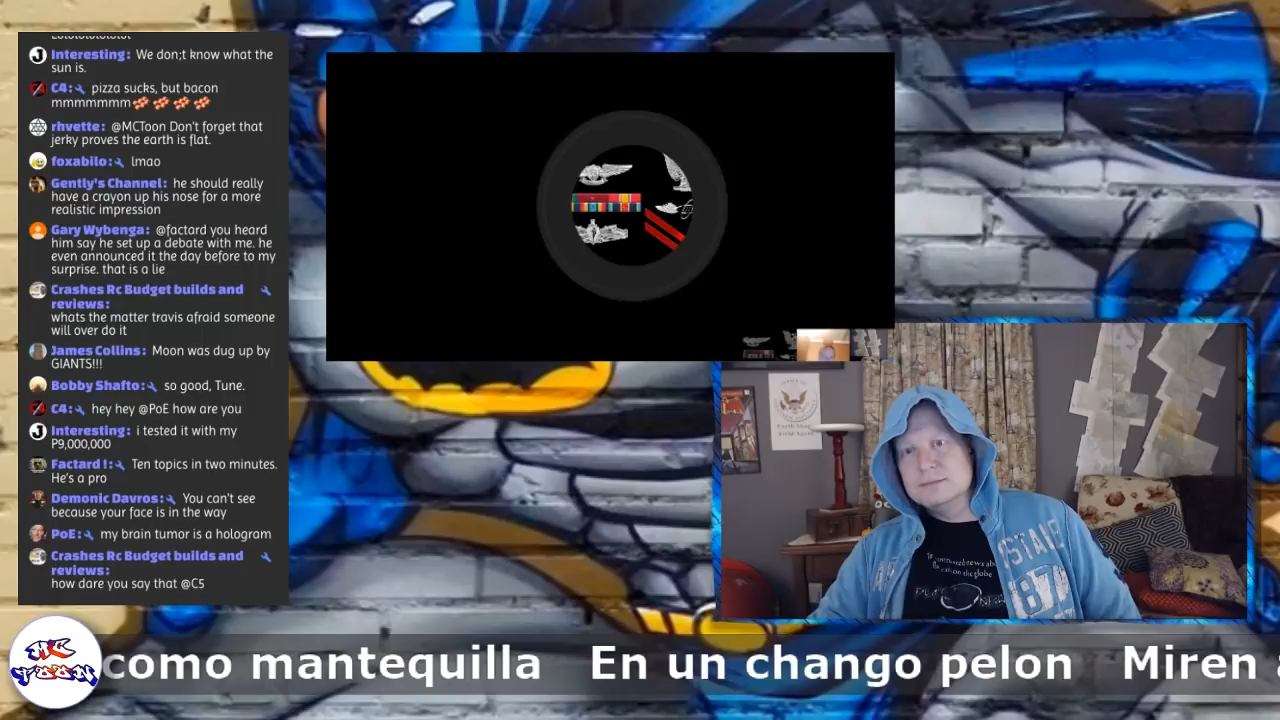 Interesting: We don;t know what the
sun is.
C4: pizza sucks, but bacon
mmmmmmm
rhvette: @MCToon Don't forget that
jerky proves the earth is flat.
foxabilo: lmao
Gently's Channel: he should really
have a crayon up his nose for a more
realistic impression
Gary Wybenga: @factard you heard
him say he set up a debate with me. he
even announced it the day before to my
surprise. that is a lie
Crashes Rc Budget builds and
reviews:
whats the matter travis afraid someone
will over do it
James Collins: Moon was dug up by
GIANTS!!!
Bobby Shafto: so good, Tune.
C4: hey hey @PoE how are you
Interesting: i tested it with my
P9,000,000
Factard !: Ten topics in two minutes.
He's a pro
Demonic Davros: You can't see
because your face is in the way
PoE: my brain tumor is a hologram
Crashes Rc Budget builds and
reviews:
how dare you say that @C5
MC
TOON
como mantequilla En un chango pelon Miren